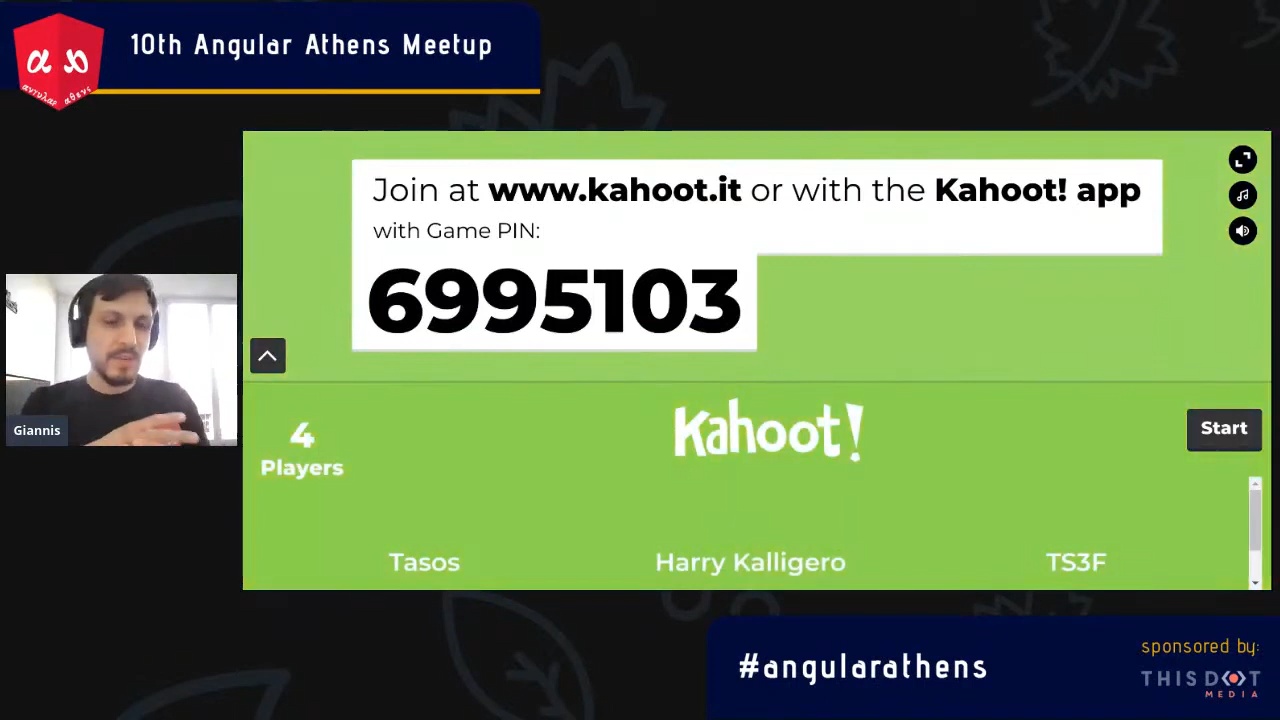 10th Angular Athens Meetup
Join at www.kahoot.it or with the Kahoot! app
with Game PIN:
6995103
Giannis
4
Players
Kahoot!
Start
Tasos
Harry Kalligero
TS3F
#angularathens
sponsored by:
THIS DOT
MEDIA